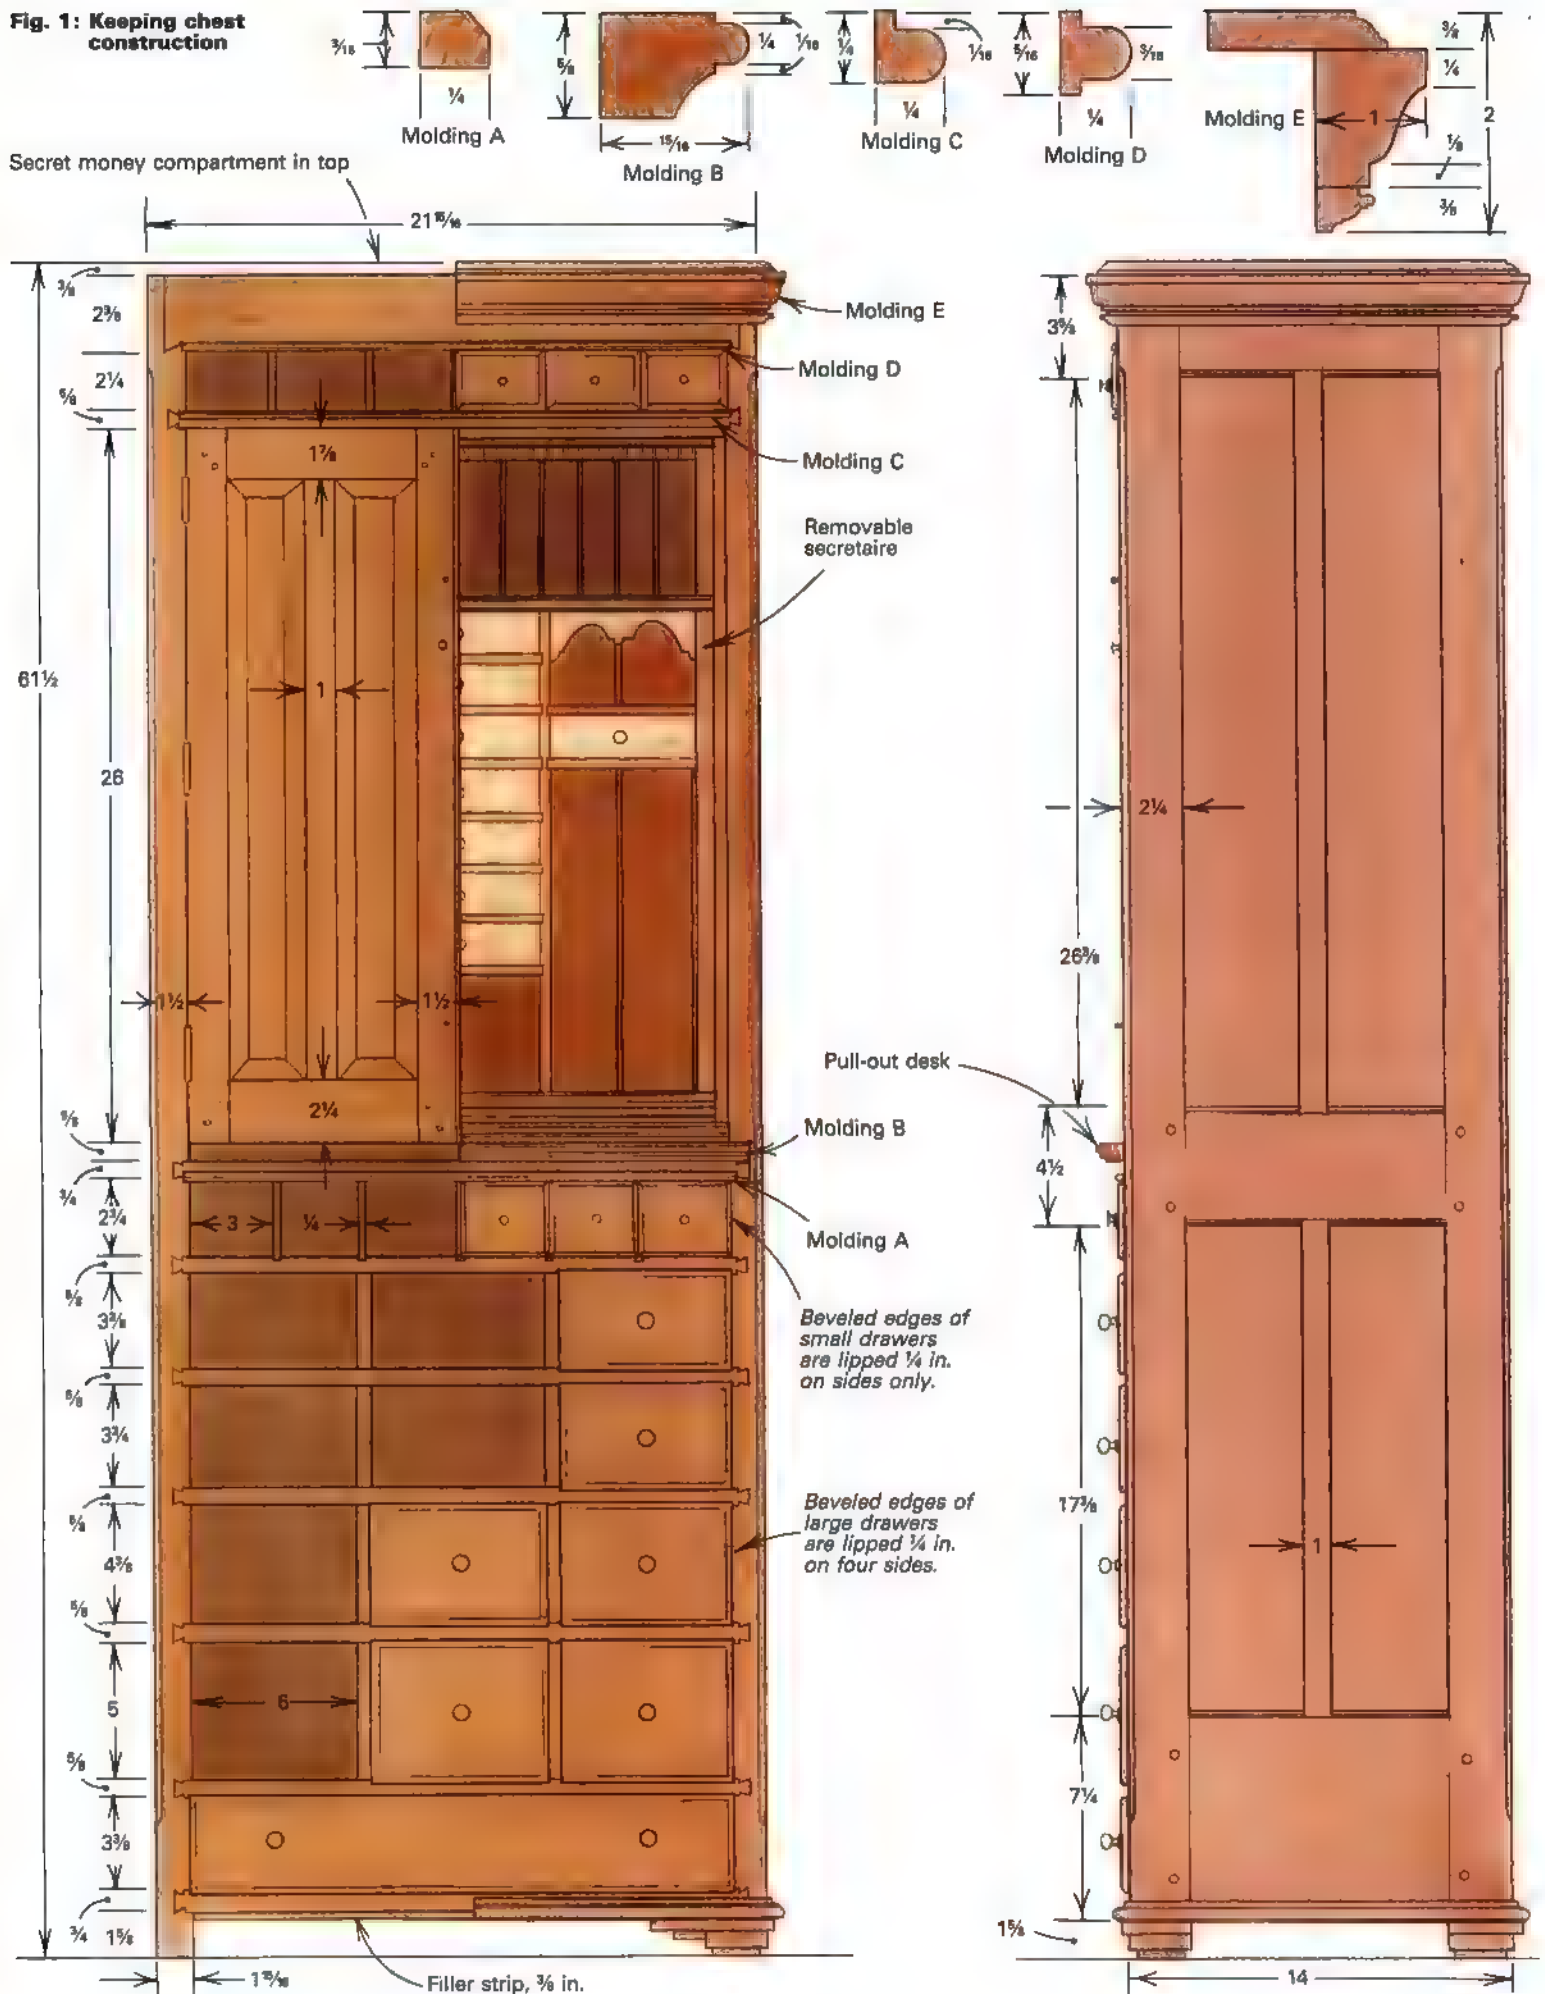 Fig. 1: Keeping chest
construction
3/16
1/4
Molding A
5/8
1/4
1/16
15/16
Molding B
1/4
1/16
1/4
Molding C
5/16
3/16
1/4
Molding D
Molding E
3/8
1/4
1
2
1/8
3/8
Secret money compartment in top
21 15/16
3/8
2 3/8
2 1/4
5/8
61 1/2
26
1 7/8
1
1 1/2
1 1/2
2 1/4
Molding E
Molding D
Molding C
Removable
secretaire
Molding B
Molding A
5/8
3/4
2 3/4
3
1/4
5/8
3 3/8
5/8
3 3/4
5/8
4 3/8
5/8
5
6
5/8
3 3/8
3/4
1 5/8
Beveled edges of
small drawers
are lipped 1/4 in.
on sides only.
Beveled edges of
large drawers
are lipped 1/4 in.
on four sides.
Filler strip, 3/8 in.
3 5/8
2 1/4
26 3/8
Pull-out desk
4 1/2
17 3/8
1
7 1/4
1 5/8
14